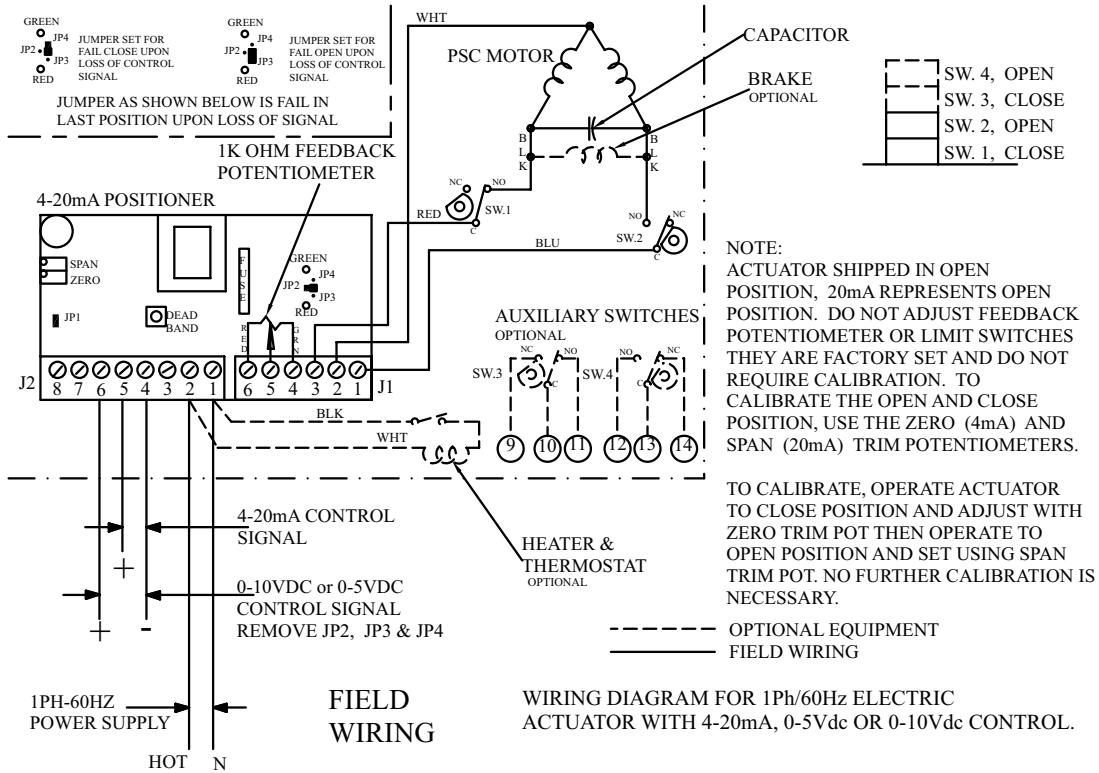 GREEN
JP4
JP2
JP3
RED
JUMPER SET FOR
FAIL CLOSE UPON
LOSS OF CONTROL
SIGNAL
GREEN
JP4
JP2
JP3
RED
JUMPER SET FOR
FAIL OPEN UPON
LOSS OF CONTROL
SIGNAL
JUMPER AS SHOWN BELOW IS FAIL IN
LAST POSITION UPON LOSS OF SIGNAL
WHT
PSC MOTOR
CAPACITOR
BRAKE
OPTIONAL
SW. 4, OPEN
SW. 3, CLOSE
SW. 2, OPEN
SW. 1, CLOSE
BLK
BLK
1K OHM FEEDBACK
POTENTIOMETER
NC
NO
SW.1
C
RED
NO
NC
SW.2
C
BLU
4-20mA POSITIONER
SPAN
ZERO
JP1
DEAD
BAND
FUSE
GREEN
JP4
JP2
JP3
RED
RED
GRN
J2
8 7 6 5 4 3 2 1
6 5 4 3 2 1
J1
BLK
WHT
AUXILIARY SWITCHES
OPTIONAL
NC
NO
SW.3
C
NO
NC
SW.4
C
9 10 11 12 13 14
HEATER &
THERMOSTAT
OPTIONAL
NOTE:
ACTUATOR SHIPPED IN OPEN
POSITION, 20mA REPRESENTS OPEN
POSITION. DO NOT ADJUST FEEDBACK
POTENTIOMETER OR LIMIT SWITCHES
THEY ARE FACTORY SET AND DO NOT
REQUIRE CALIBRATION. TO
CALIBRATE THE OPEN AND CLOSE
POSITION, USE THE ZERO (4mA) AND
SPAN (20mA) TRIM POTENTIOMETERS.
TO CALIBRATE, OPERATE ACTUATOR
TO CLOSE POSITION AND ADJUST WITH
ZERO TRIM POT THEN OPERATE TO
OPEN POSITION AND SET USING SPAN
TRIM POT. NO FURTHER CALIBRATION IS
NECESSARY.
4-20mA CONTROL
SIGNAL
+
0-10VDC or 0-5VDC
CONTROL SIGNAL
REMOVE JP2, JP3 & JP4
+ -
OPTIONAL EQUIPMENT
FIELD WIRING
1PH-60HZ
POWER SUPPLY
HOT N
FIELD
WIRING
WIRING DIAGRAM FOR 1Ph/60Hz ELECTRIC
ACTUATOR WITH 4-20mA, 0-5Vdc OR 0-10Vdc CONTROL.